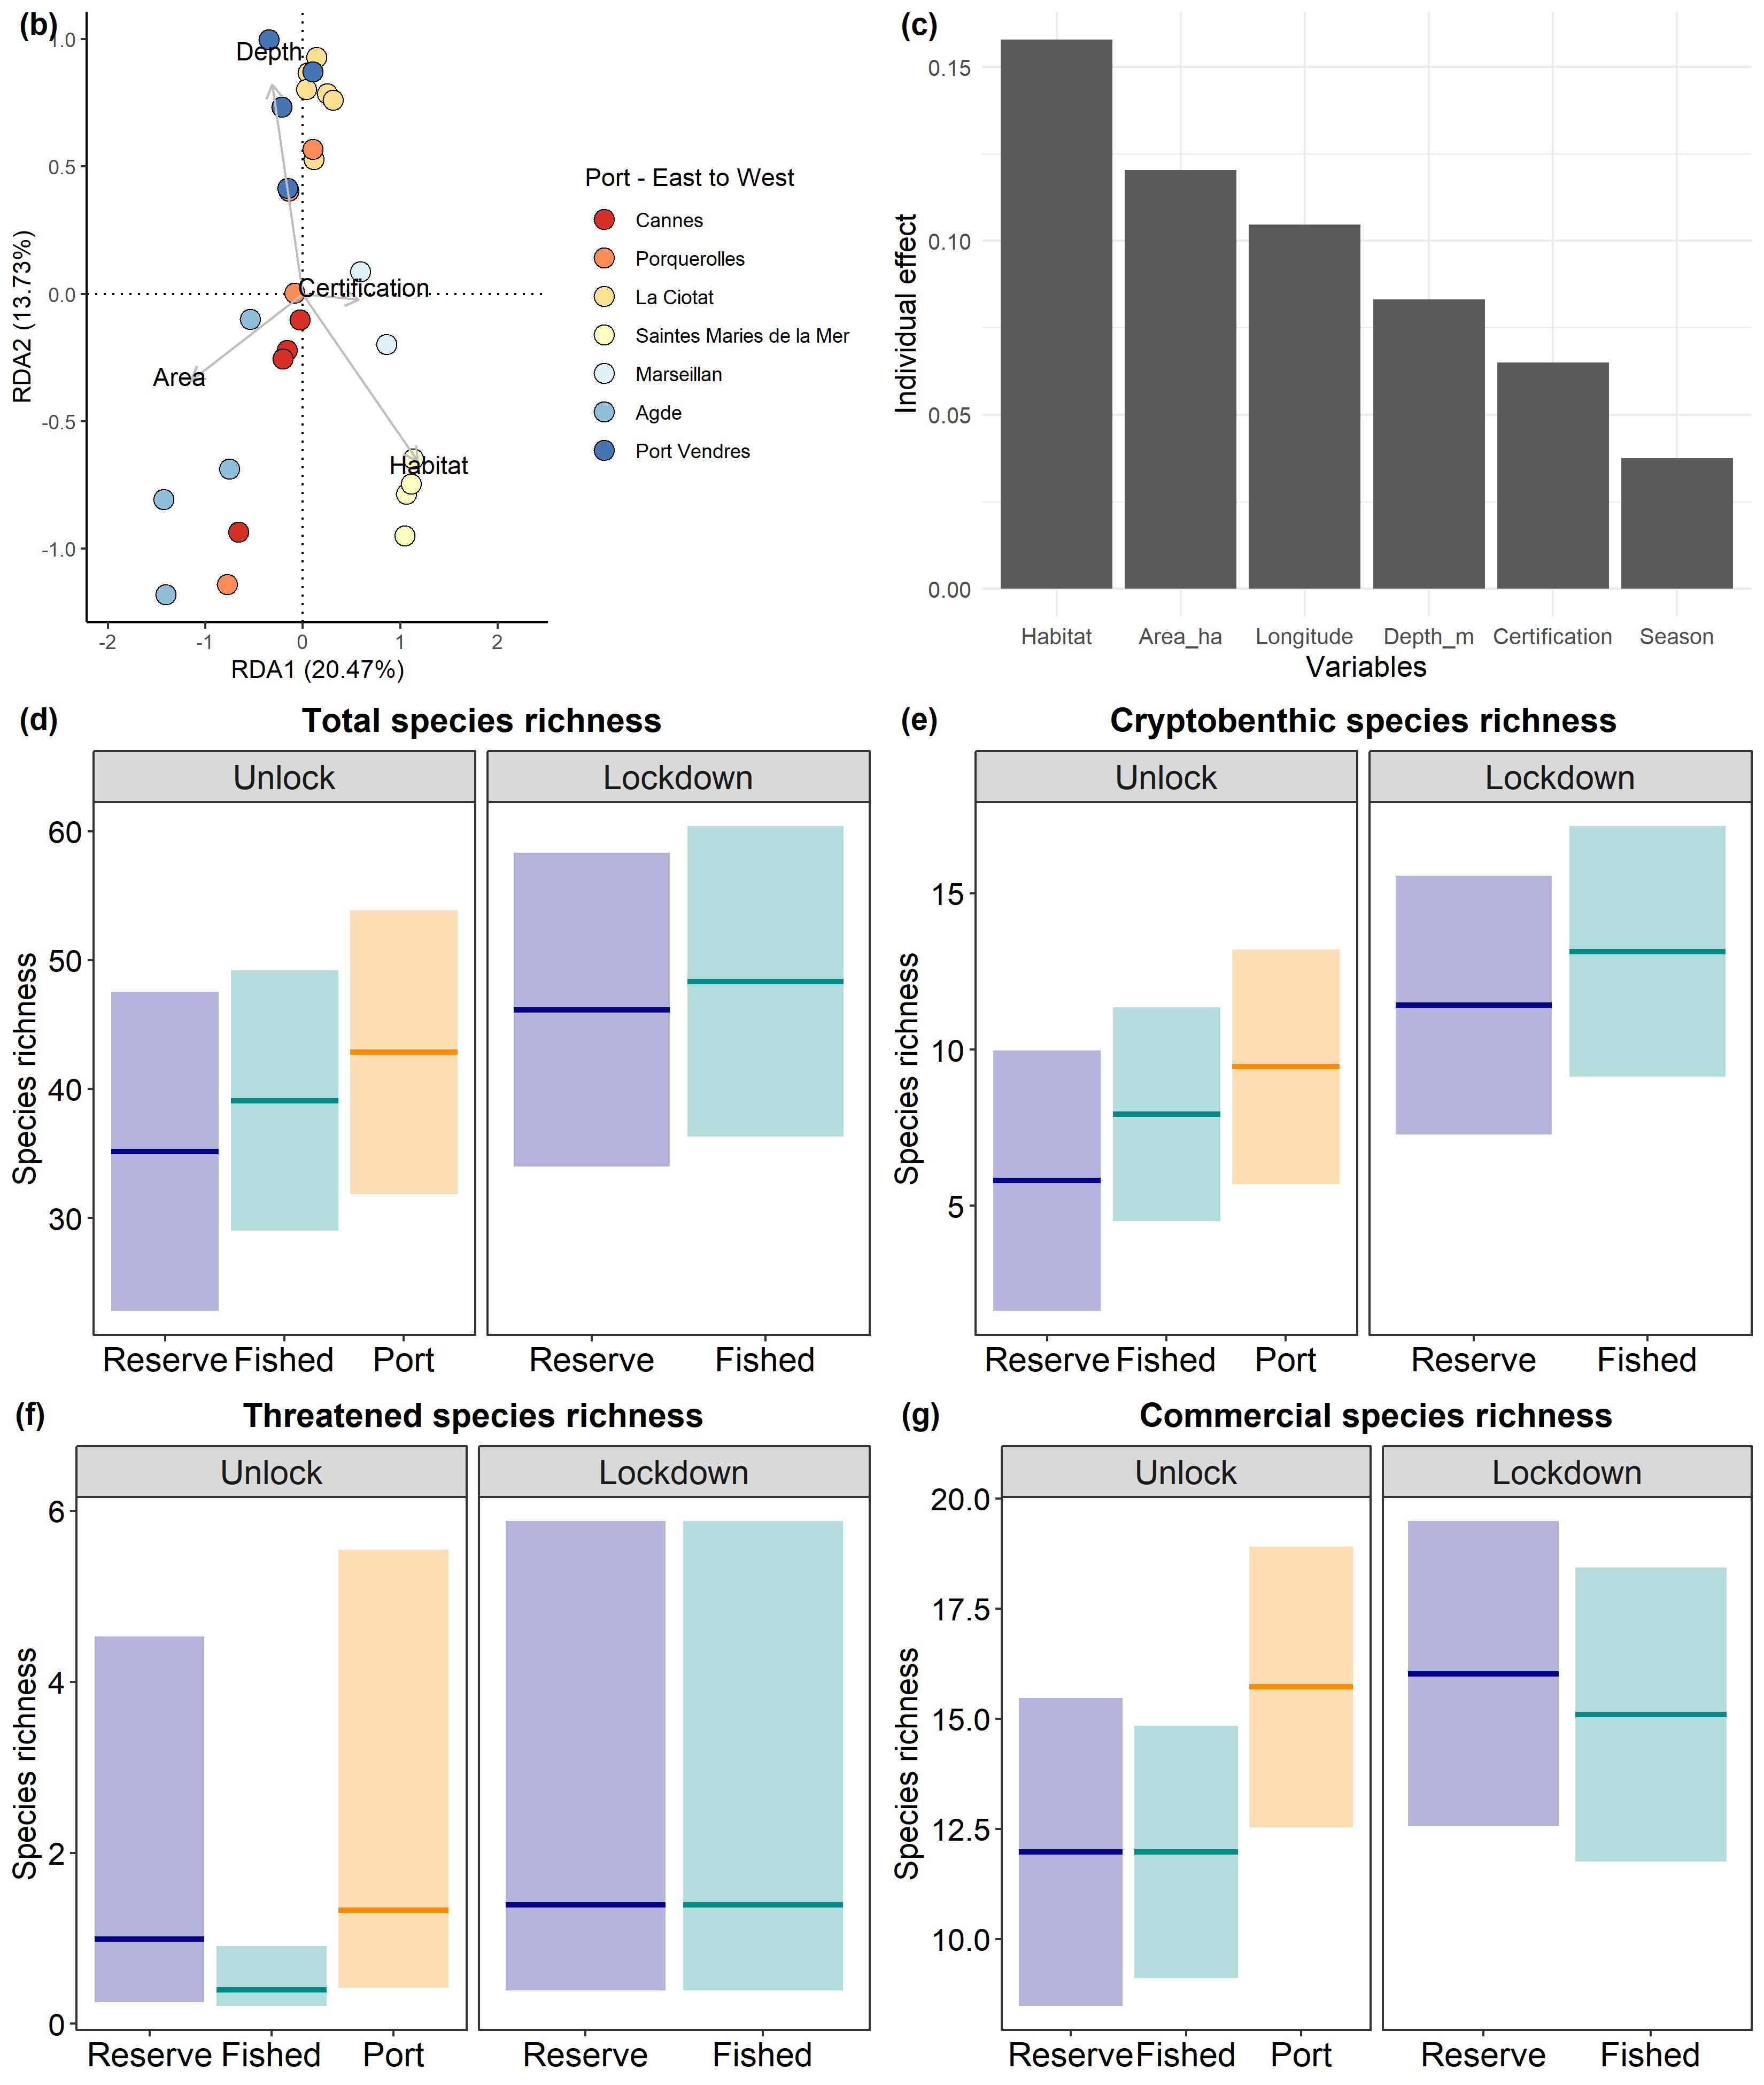 (b)
1.0
0.5
0.0
-0.5
-1.0
RDA2 (13.73%)
Depth
Certification
Area
Habitat
-2 -1 0 1 2
RDA1 (20.47%)
Port - East to West
Cannes
Porquerolles
La Ciotat
Saintes Maries de la Mer
Marseillan
Agde
Port Vendres
(c)
0.15
0.10
0.05
0.00
Individual effect
Habitat Area_ha Longitude Depth_m Certification Season
Variables
(d) Total species richness
Unlock Lockdown
60
50
40
30
Species richness
Reserve Fished Port Reserve Fished
(e) Cryptobenthic species richness
Unlock Lockdown
15
10
5
Species richness
Reserve Fished Port Reserve Fished
(f) Threatened species richness
Unlock Lockdown
6
4
2
0
Species richness
Reserve Fished Port Reserve Fished
(g) Commercial species richness
Unlock Lockdown
20.0
17.5
15.0
12.5
10.0
Species richness
Reserve Fished Port Reserve Fished